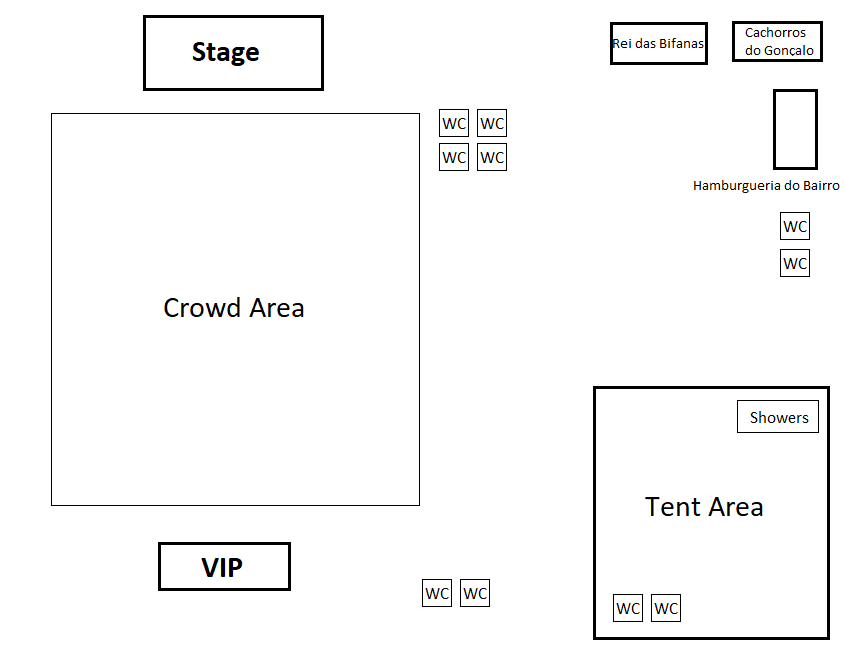 Stage
Rei das Bifanas
Cachorros
do Gonçalo
WC WC
WC WC
Hamburgueria do Bairro
WC
WC
Crowd Area
Showers
Tent Area
VIP
WC WC
WC WC